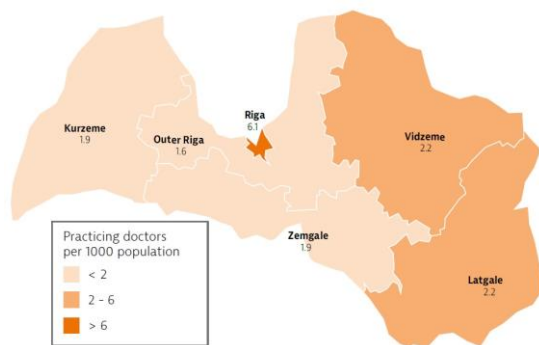 Riga
6.1
Kurzeme
1.9
Outer Riga
1.6
Vidzeme
2.2
Zemgale
1.9
Latgale
2.2
Practicing doctors
per 1000 population
< 2
2 - 6
> 6